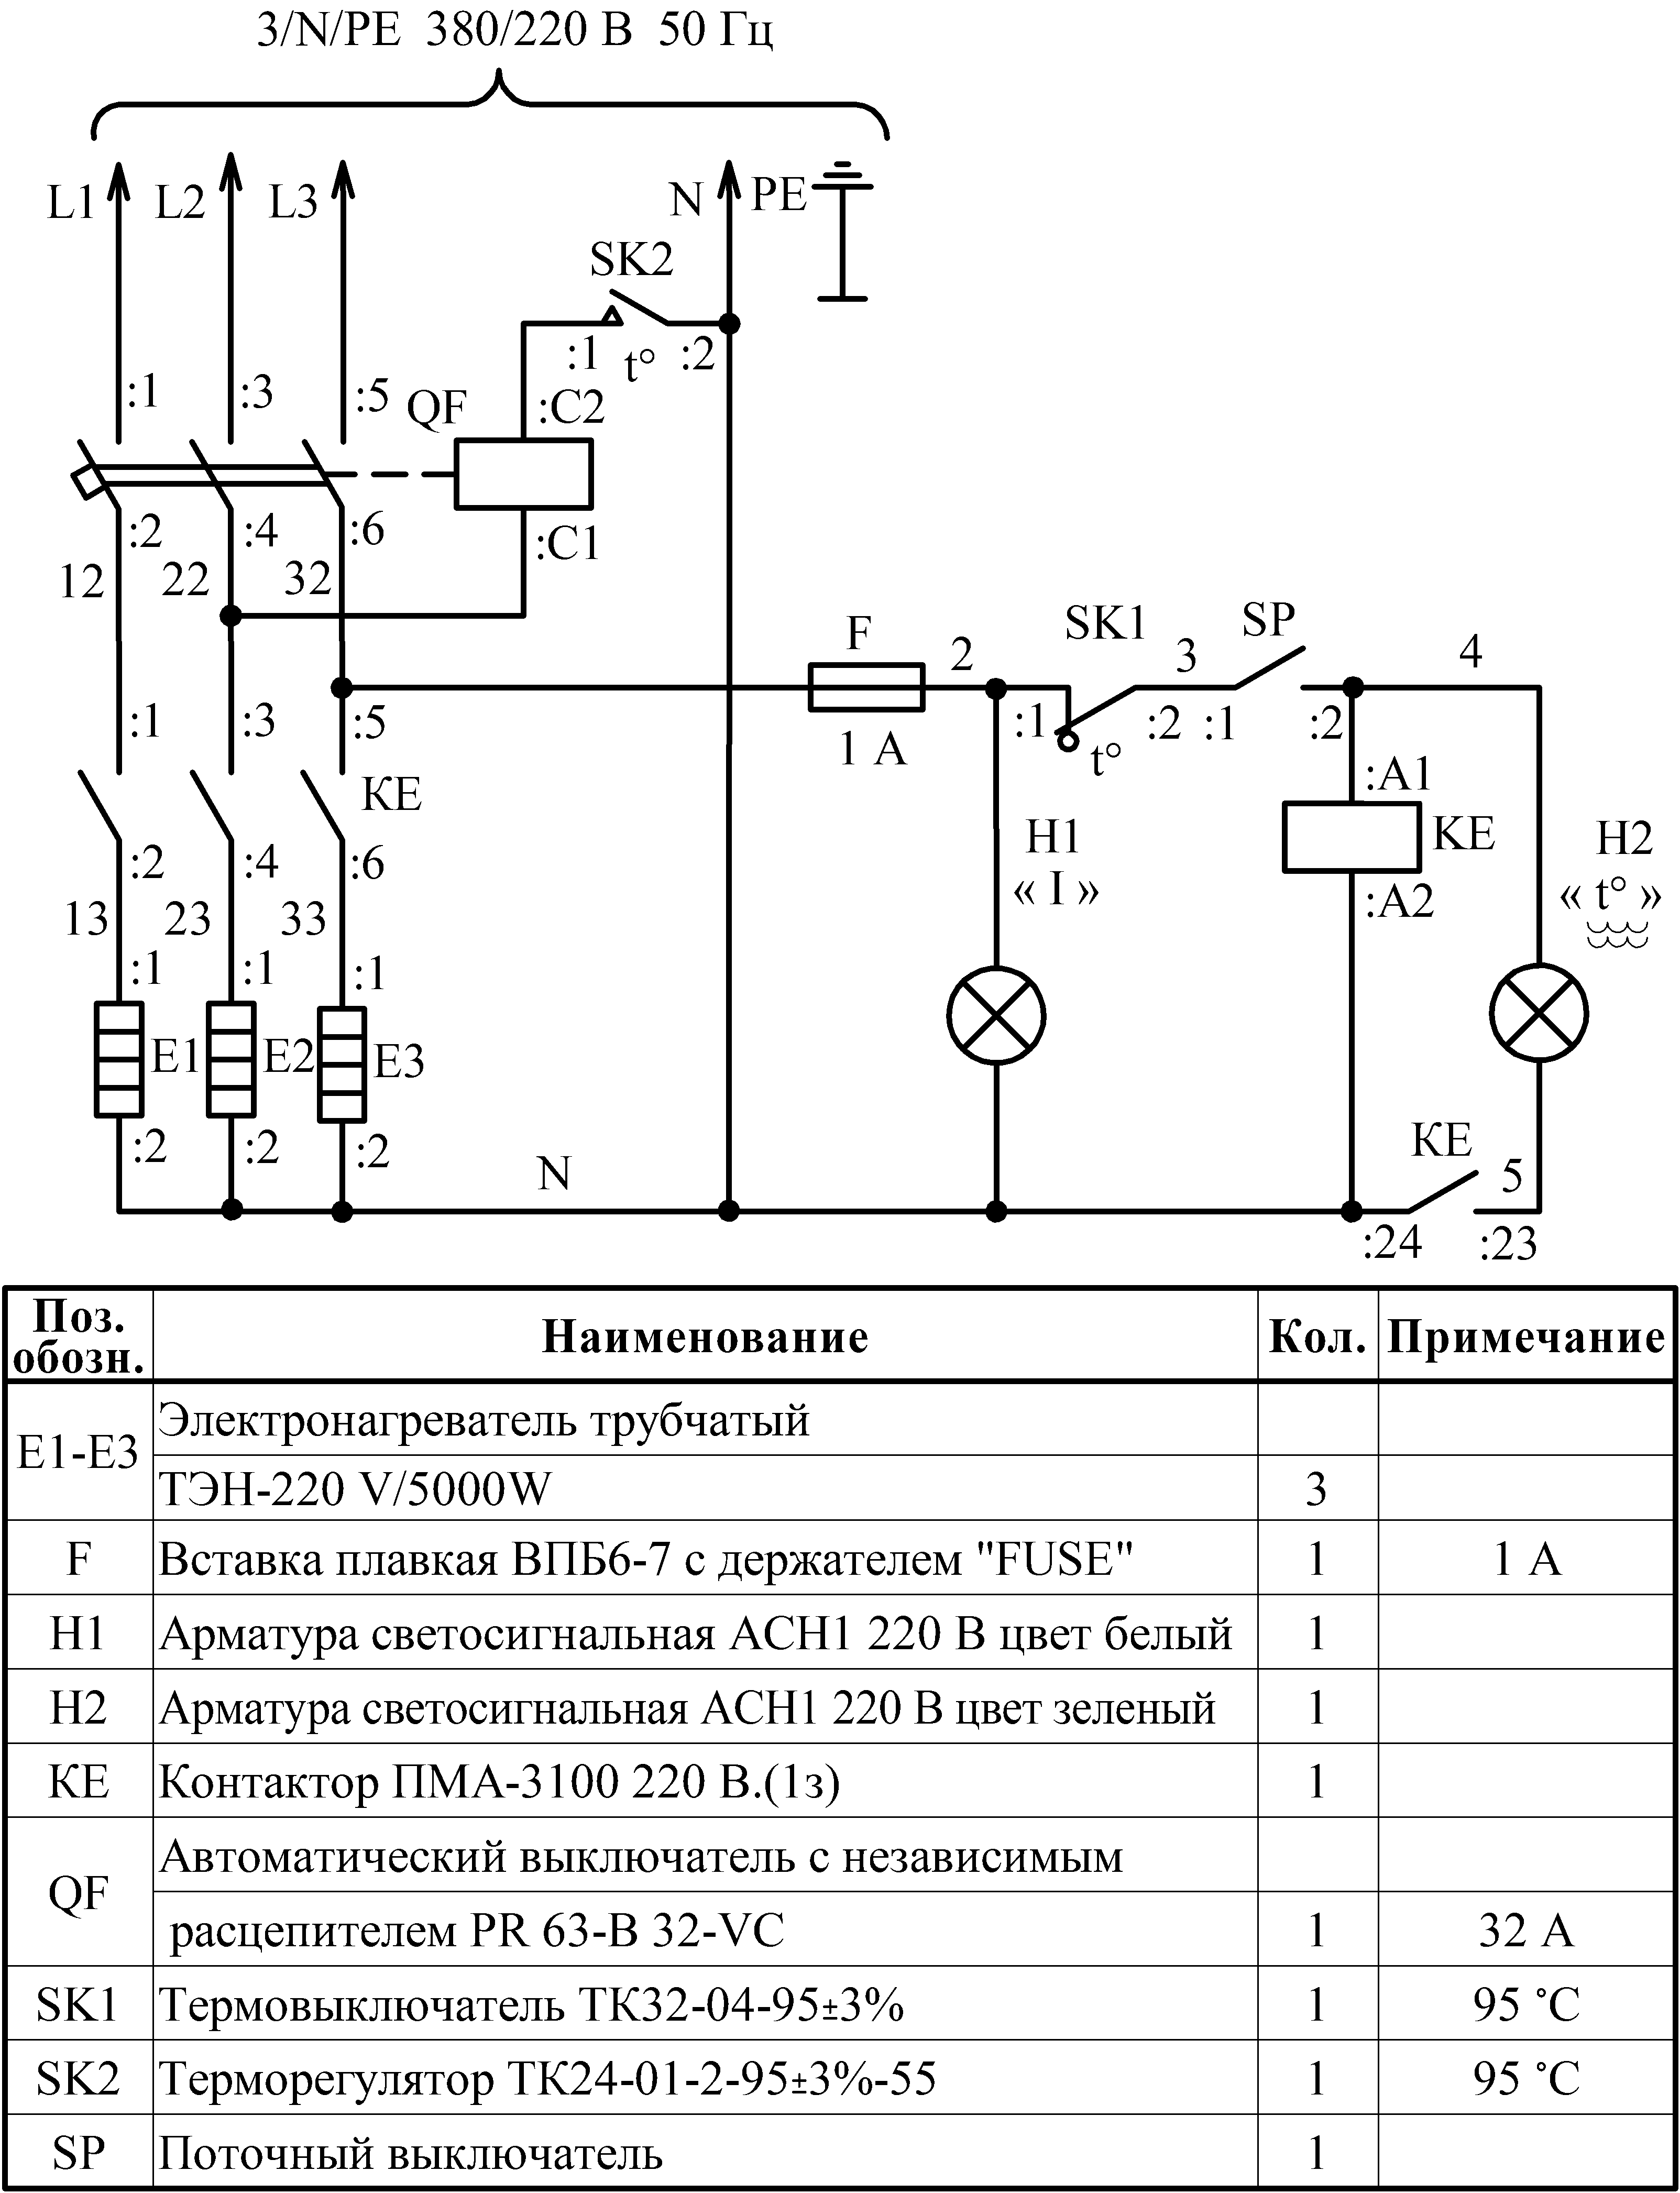 3/N/PE 380/220 В 50 Гц
L1 L2 L3 N PE
SK2
:1 t° :2
:1 :3 :5 QF :C2
:2 :4 :6 :C1
12 22 32
F 2 SK1 3 SP 4
:1 :3 :5 1 A :1 t° :2 :1 :2
KE :A1
H1 KE H2
« I » « t° »
:2 :4 :6 :A2
13 23 33
:1 :1 :1
E1 E2 E3
:2 :2 :2
N KE 5
:24 :23
Поз. обозн. Наименование Кол. Примечание
E1-E3 Электронагреватель трубчатый
ТЭН-220 V/5000W 3
F Вставка плавкая ВПБ6-7 с держателем "FUSE" 1 1 A
H1 Арматура светосигнальная АСН1 220 В цвет белый 1
H2 Арматура светосигнальная АСН1 220 В цвет зеленый 1
KE Контактор ПМА-3100 220 В.(1з) 1
QF Автоматический выключатель с независимым
расцепителем PR 63-B 32-VC 1 32 A
SK1 Термовыключатель ТК32-04-95±3% 1 95 °C
SK2 Терморегулятор ТК24-01-2-95±3%-55 1 95 °C
SP Поточный выключатель 1